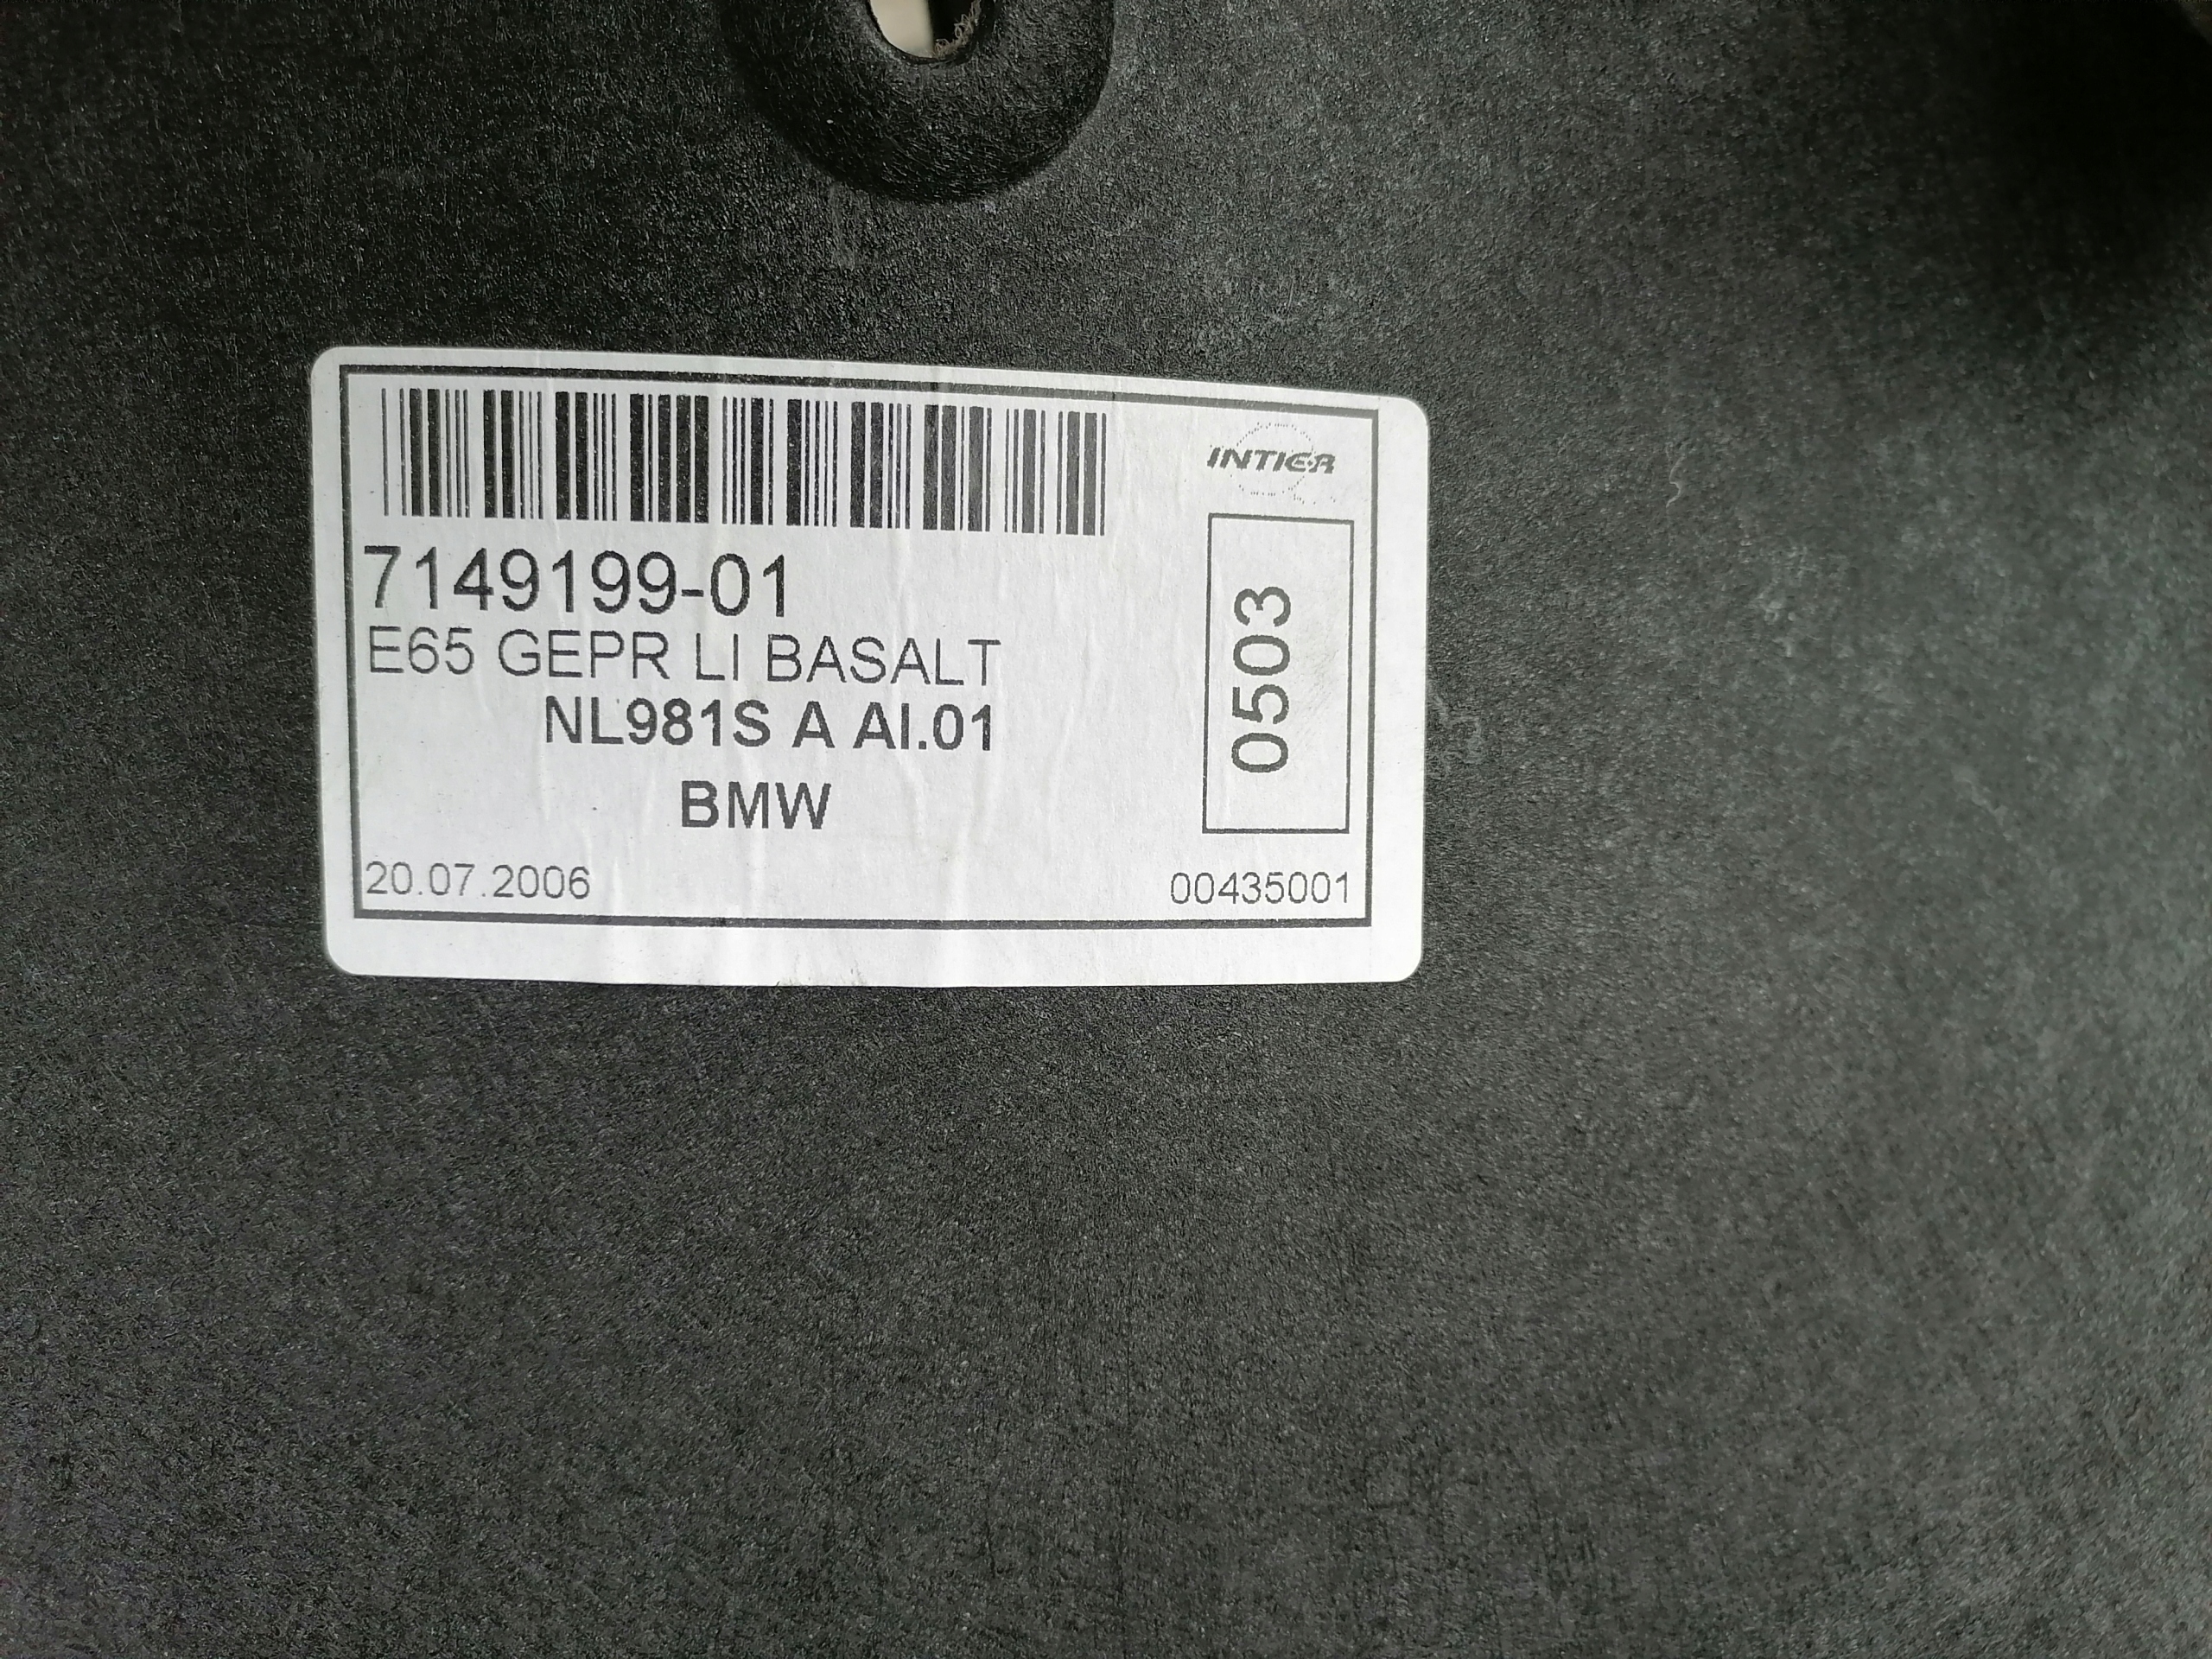 INTIER
7149199-01
E65 GEPR LI BASALT
NL981S A AI.01
BMW
0503
20.07.2006
00435001